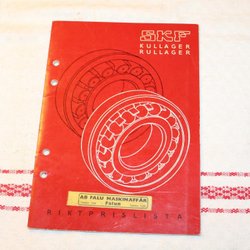 SKF
KULLAGER
RULLAGER
AB FALU MASKINAFFÄR
Falun
RIKTPRISLISTA